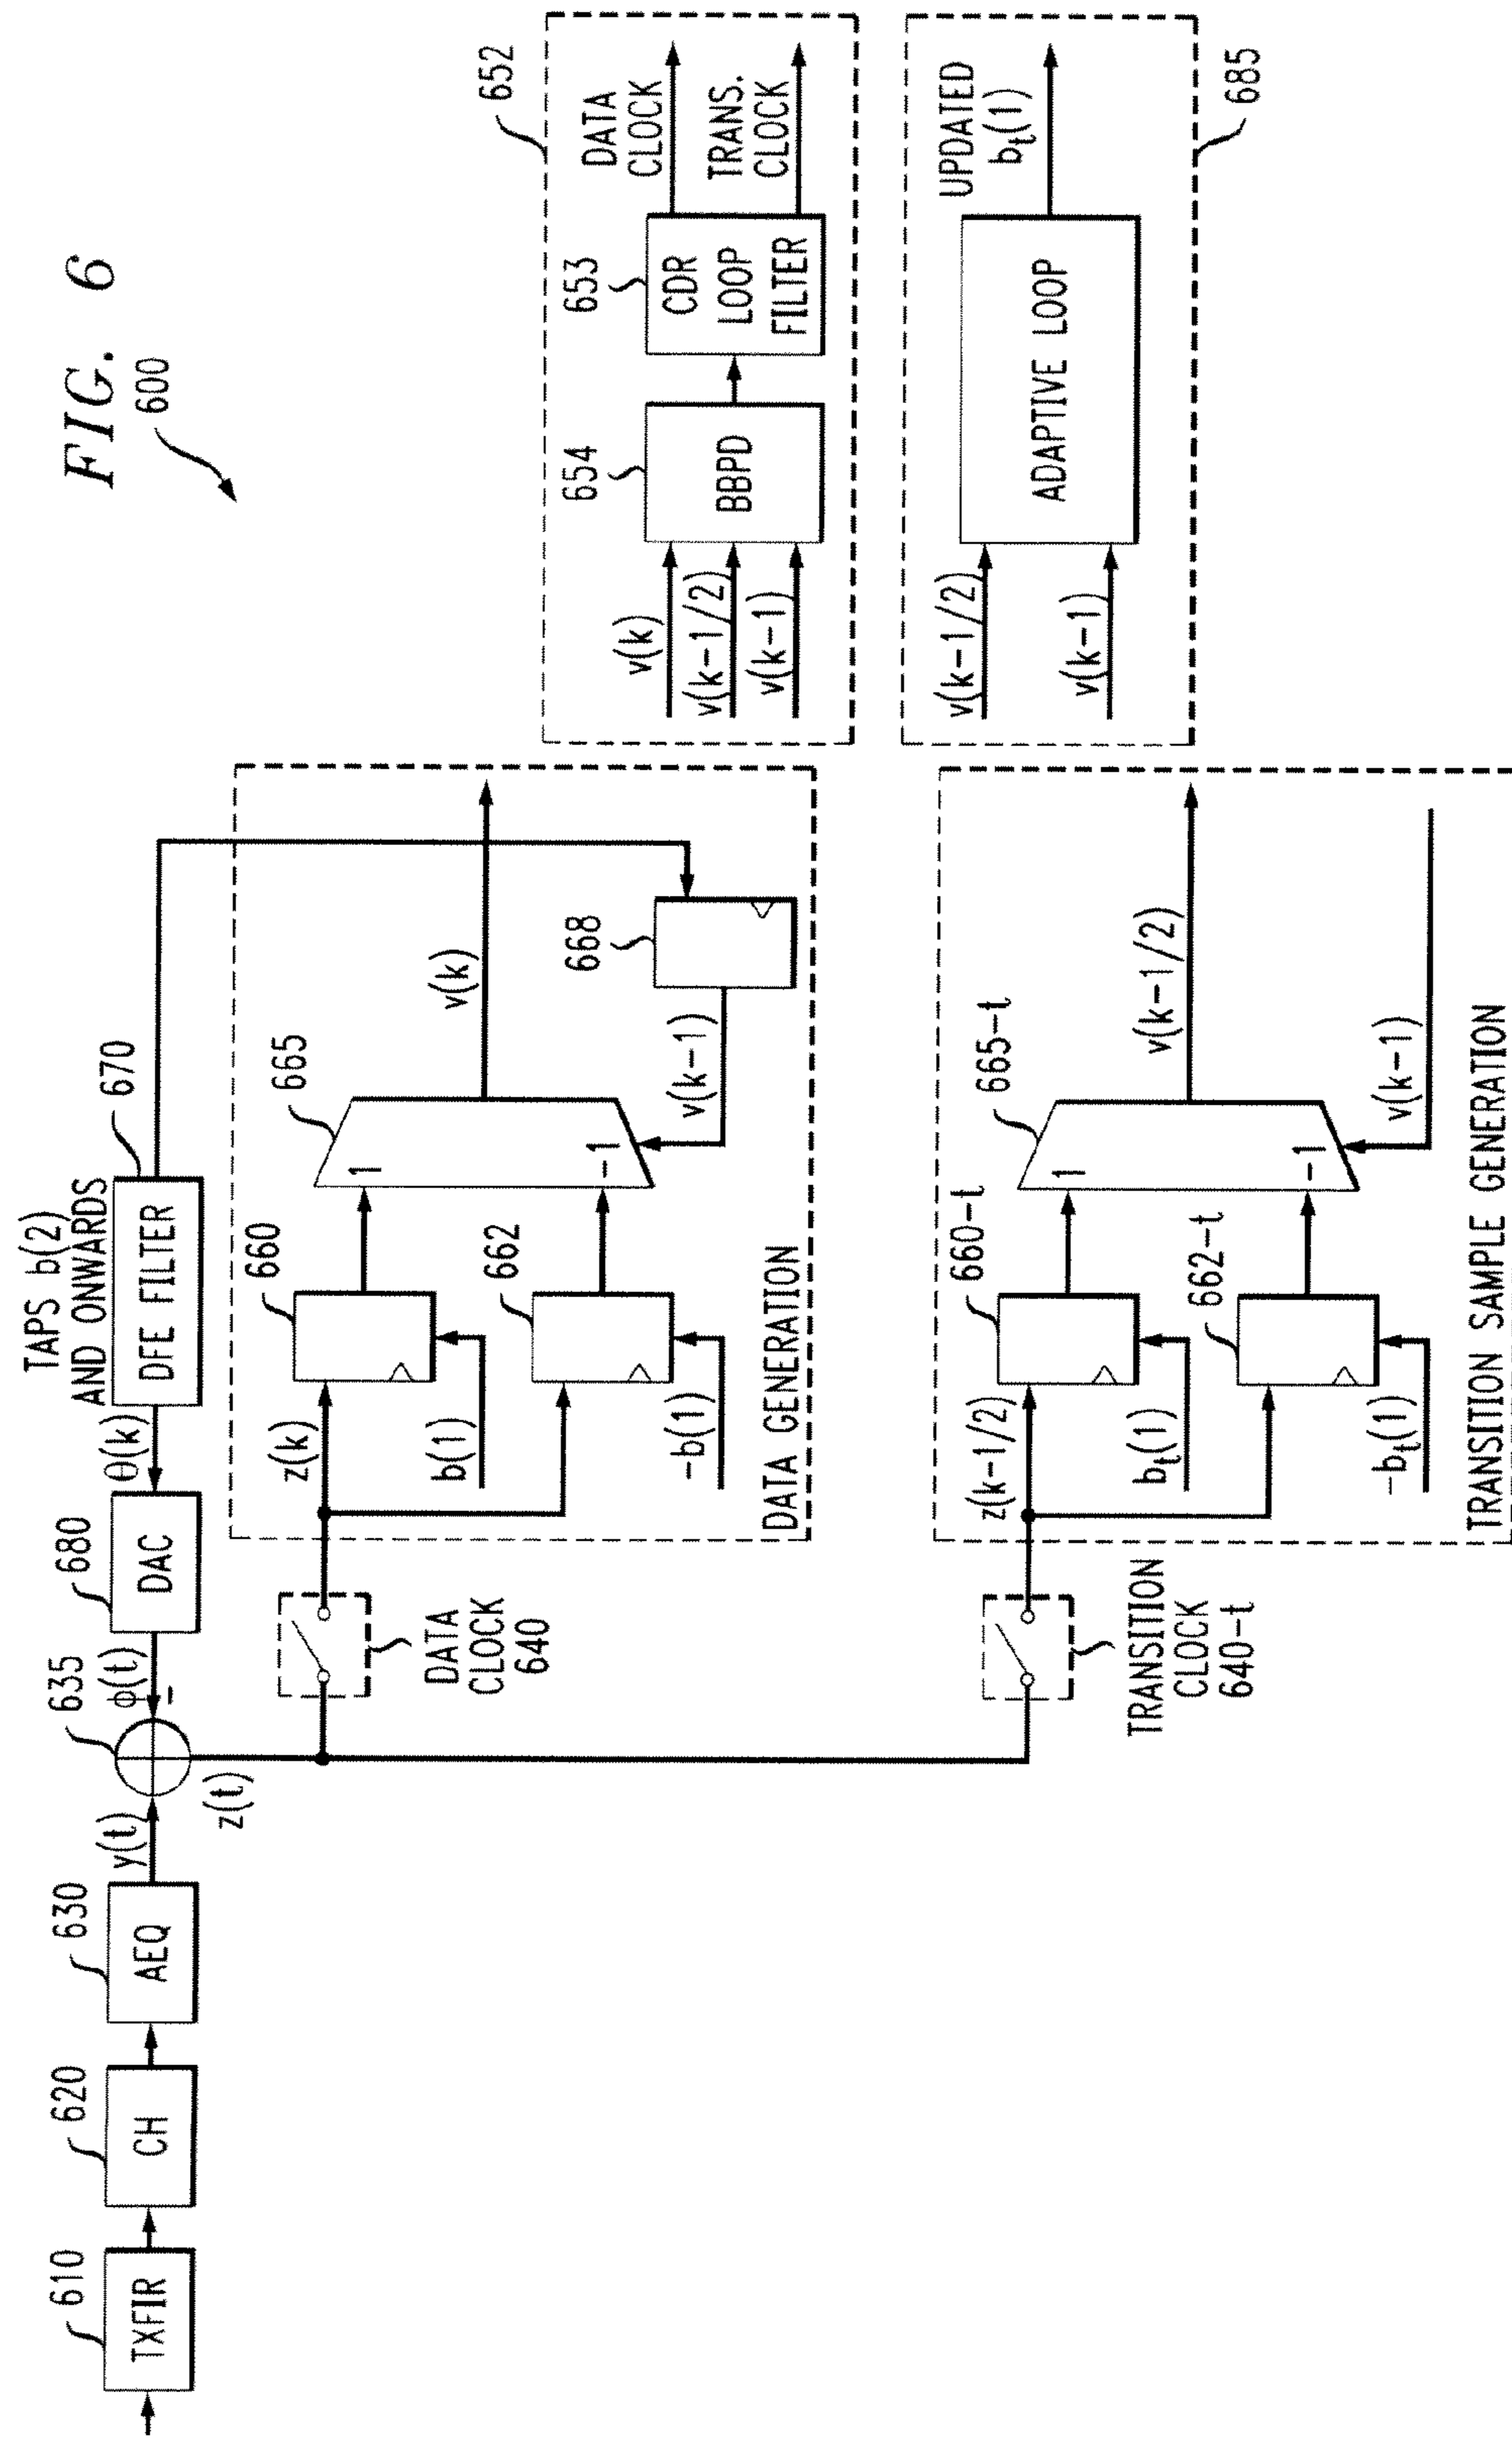 FIG. 6
600
TAPS b(2)
AND ONWARDS
610
TXFIR
620
CH
630
AEQ
y(t)
635
z(t)
ϕ(t)
-
680
DAC
θ(k)
670
DFE FILTER
DATA
CLOCK
640
z(k)
b(1)
-b(1)
660
662
665
1
-1
v(k)
v(k-1)
668
DATA GENERATION
TRANSITION
CLOCK
640-t
z(k-1/2)
bt(1)
-bt(1)
660-t
662-t
665-t
1
-1
v(k-1/2)
v(k-1)
TRANSITION SAMPLE GENERATION
652
v(k)
v(k-1/2)
v(k-1)
654
BBPD
653
CDR
LOOP
FILTER
DATA
CLOCK
TRANS.
CLOCK
v(k-1/2)
v(k-1)
ADAPTIVE LOOP
UPDATED
bt(1)
685